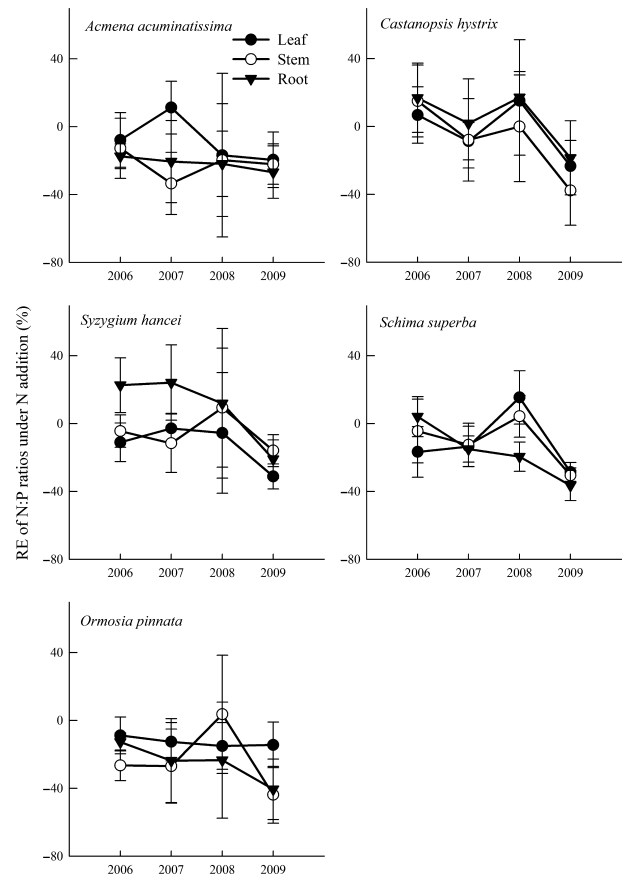 Acmena acuminatissima
Leaf
Stem
Root
40
0
−40
−80
2006 2007 2008 2009
Castanopsis hystrix
40
0
−40
−80
2006 2007 2008 2009
RE of N:P ratios under N addition (%)
Syzygium hancei
40
0
−40
−80
2006 2007 2008 2009
Schima superba
40
0
−40
−80
2006 2007 2008 2009
Ormosia pinnata
40
0
−40
−80
2006 2007 2008 2009